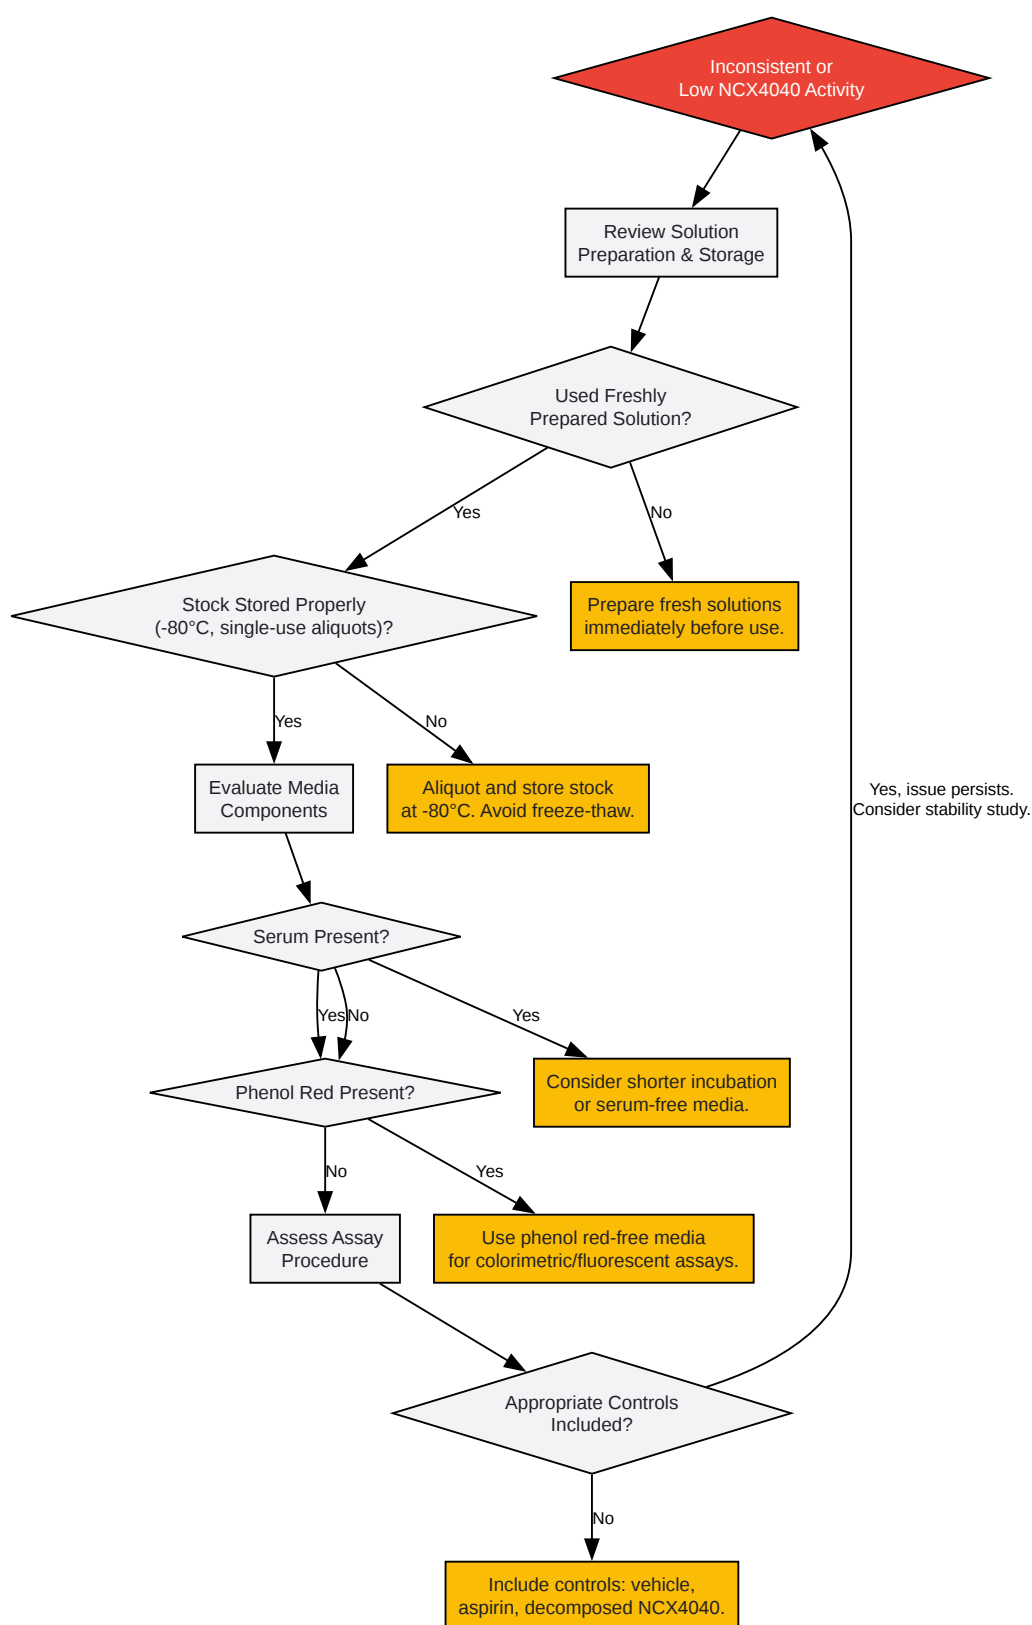 Inconsistent or
Low NCX4040 Activity
Review Solution
Preparation & Storage
Used Freshly
Prepared Solution?
Yes
No
Stock Stored Properly
(-80°C, single-use aliquots)?
Prepare fresh solutions
immediately before use.
Yes
No
Evaluate Media
Components
Aliquot and store stock
at -80°C. Avoid freeze-thaw.
Yes, issue persists.
Consider stability study.
Serum Present?
Yes
No
Yes
Phenol Red Present?
Consider shorter incubation
or serum-free media.
No
Yes
Assess Assay
Procedure
Use phenol red-free media
for colorimetric/fluorescent assays.
Appropriate Controls
Included?
No
Include controls: vehicle,
aspirin, decomposed NCX4040.